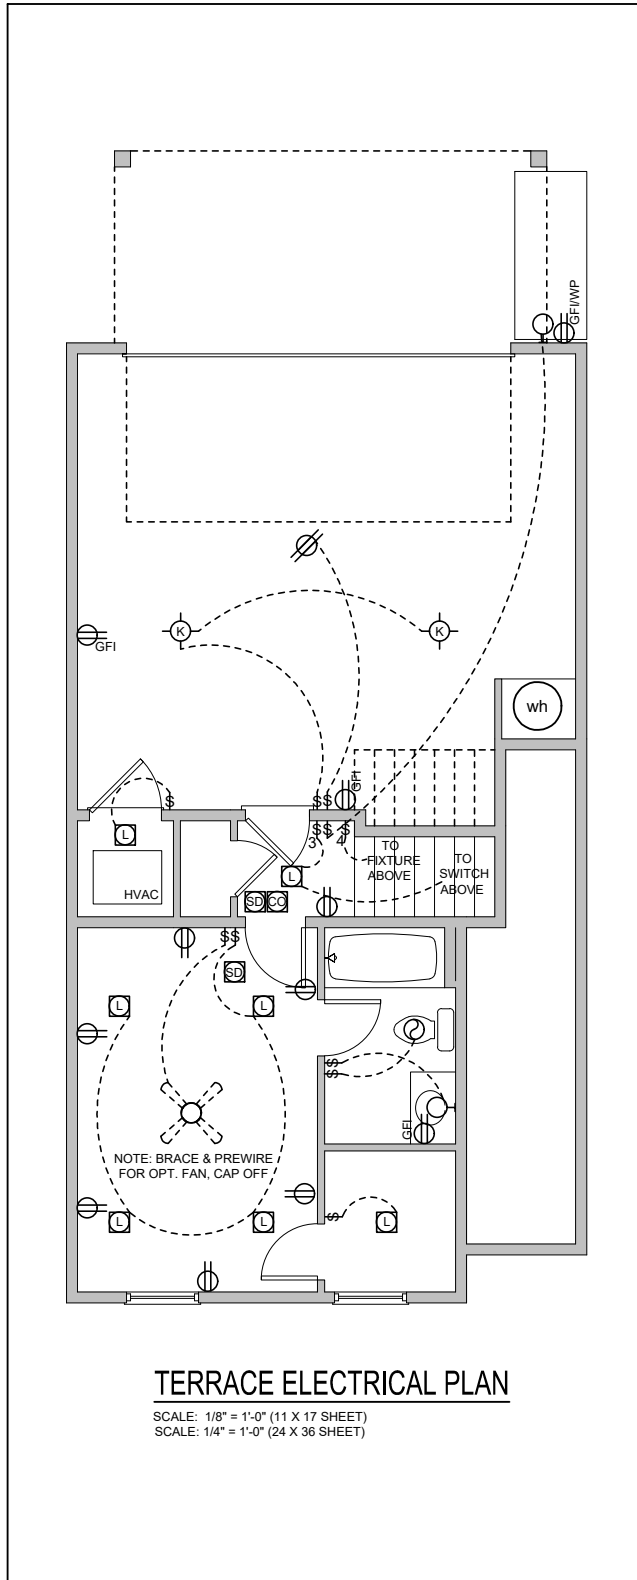 GFI/WP
K
K
GFI
wh
GFI
$
$$
L
HVAC
$$
$
3
4
TO
FIXTURE
ABOVE
TO
SWITCH
ABOVE
L
SD
CO
$$
SD
L
L
$
$
GFI
NOTE: BRACE & PREWIRE
FOR OPT. FAN, CAP OFF
L
L
$
L
TERRACE ELECTRICAL PLAN
SCALE: 1/8" = 1'-0" (11 X 17 SHEET)
SCALE: 1/4" = 1'-0" (24 X 36 SHEET)